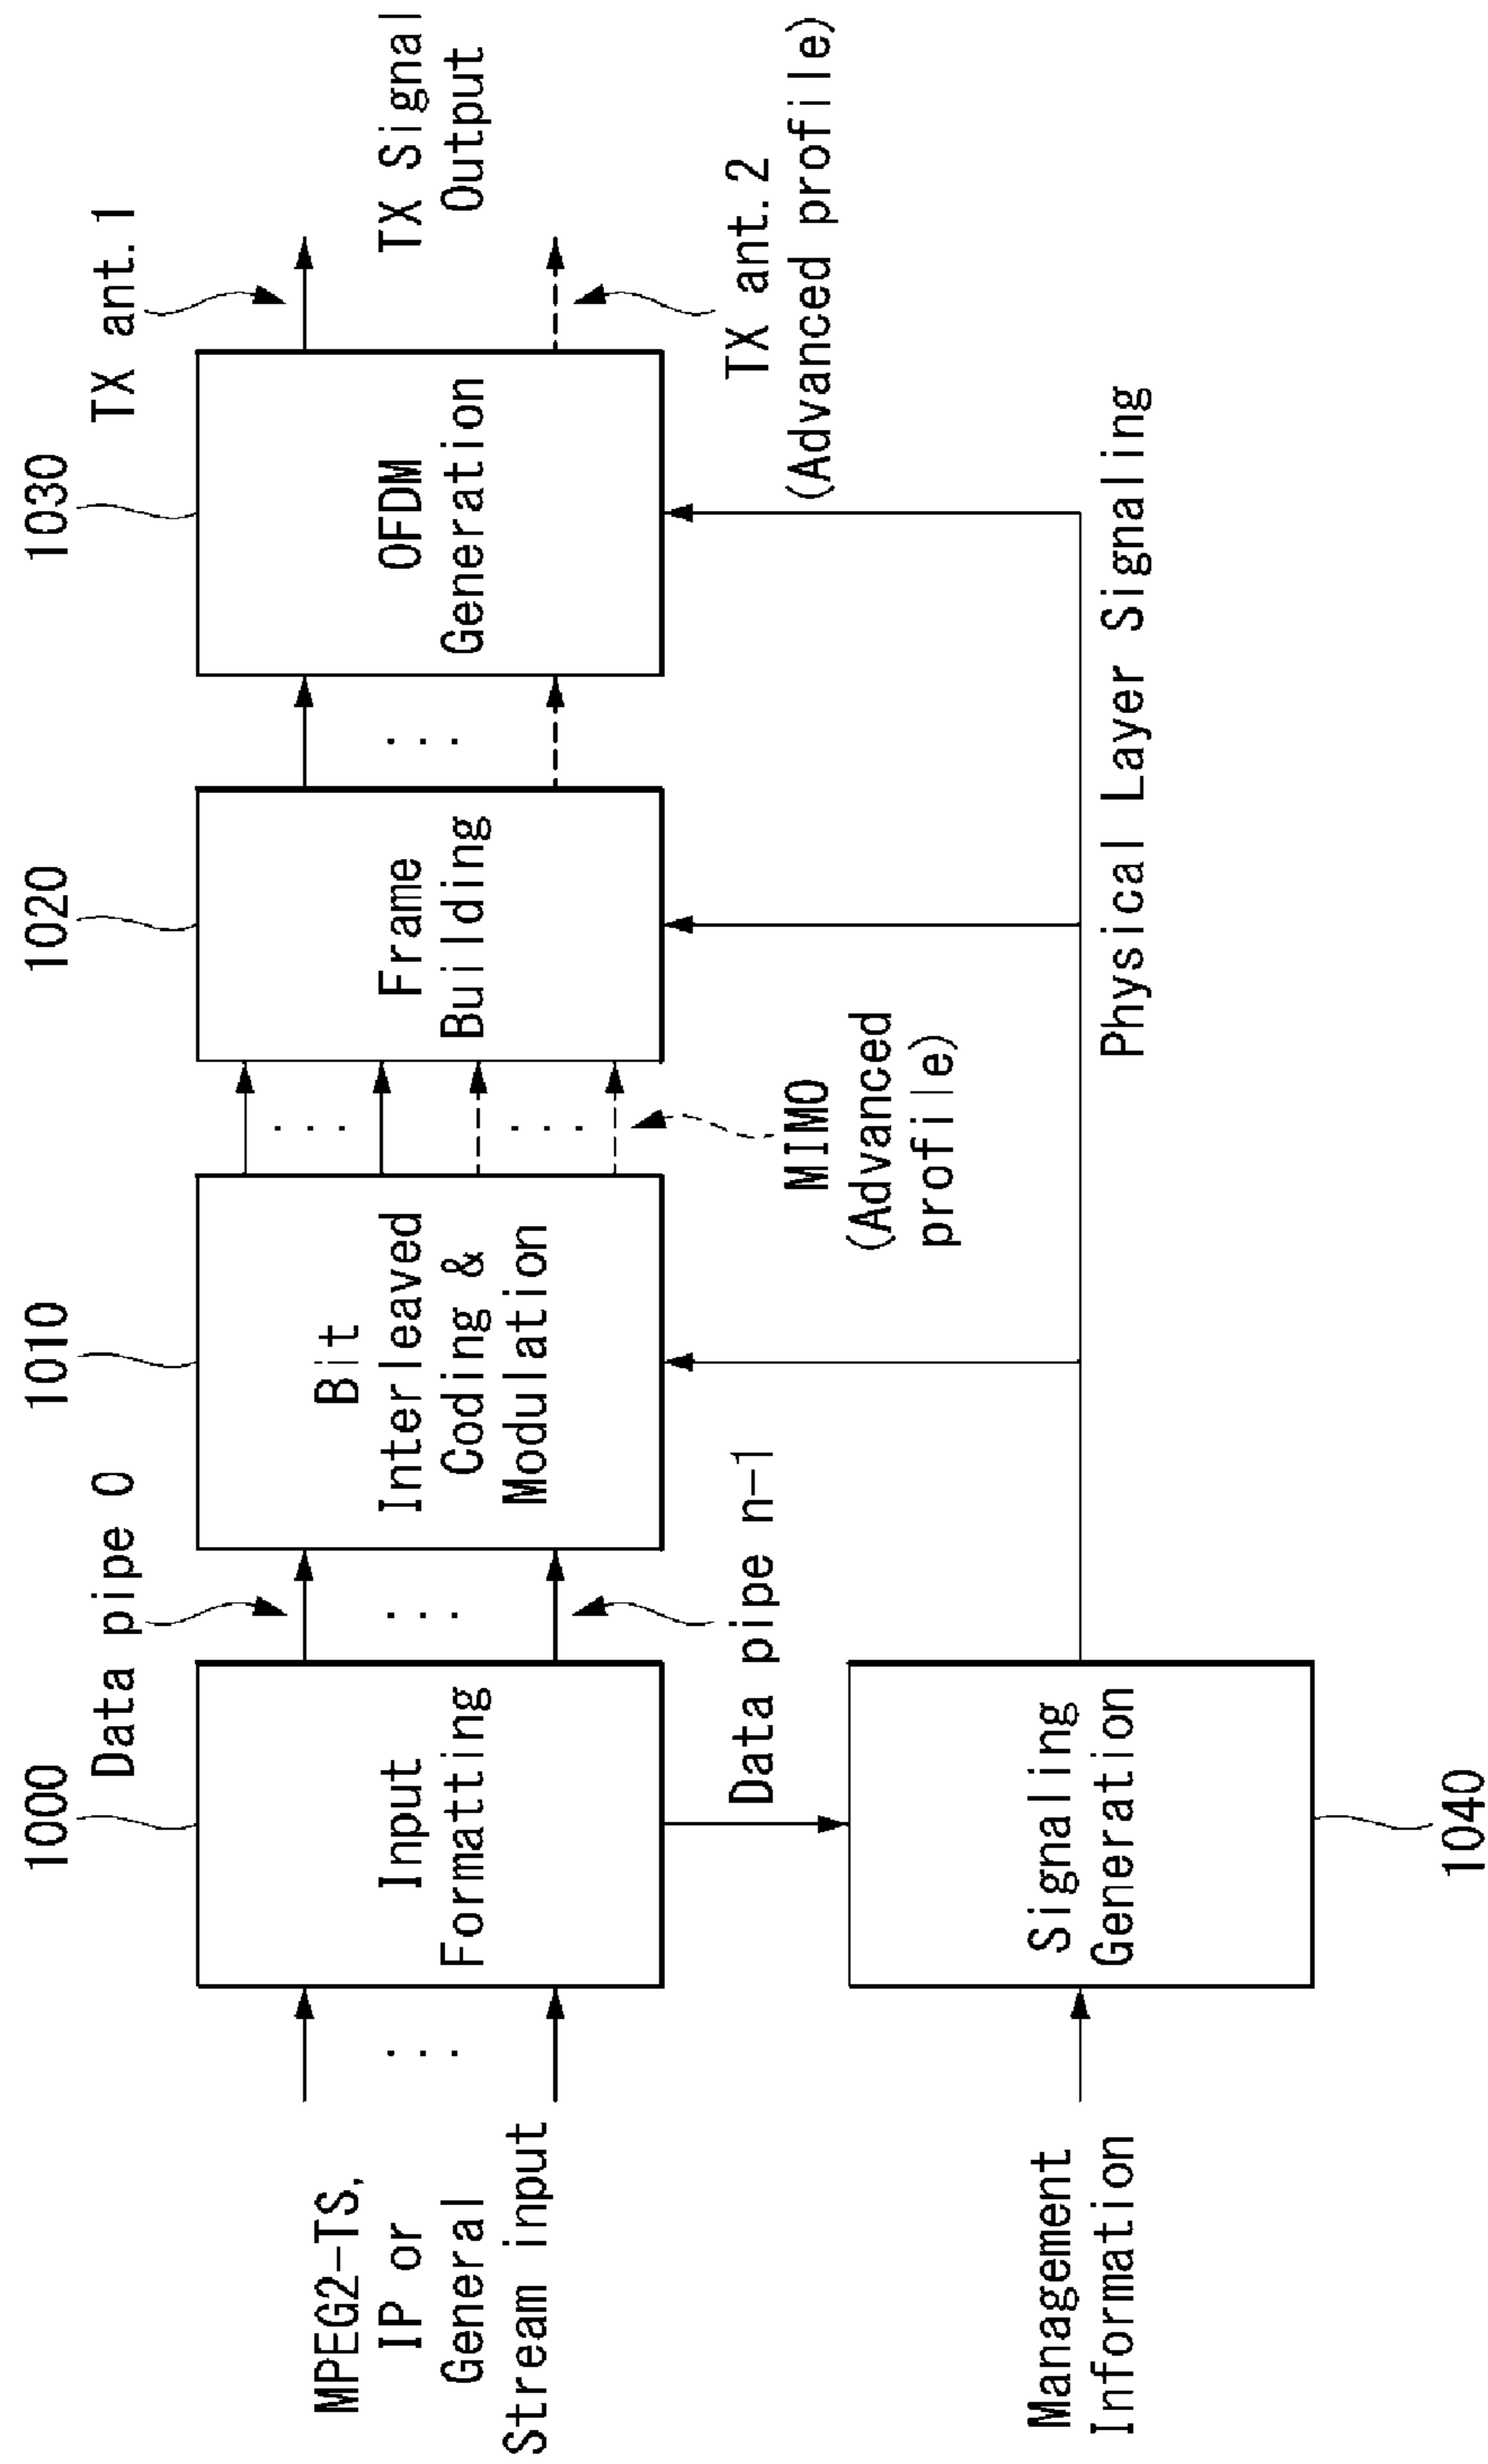 1000
1010
1020
1030
Data pipe 0
TX ant.1
MPEG2-TS,
IP or
General
Stream input
Input
Formatting
Bit
Interleaved
Coding &
Modulation
Frame
Building
OFDM
Generation
TX Signal
Output
Data pipe n-1
MIMO
(Advanced
profile)
TX ant.2
(Advanced profile)
Management
Information
Signaling
Generation
Physical Layer Signaling
1040